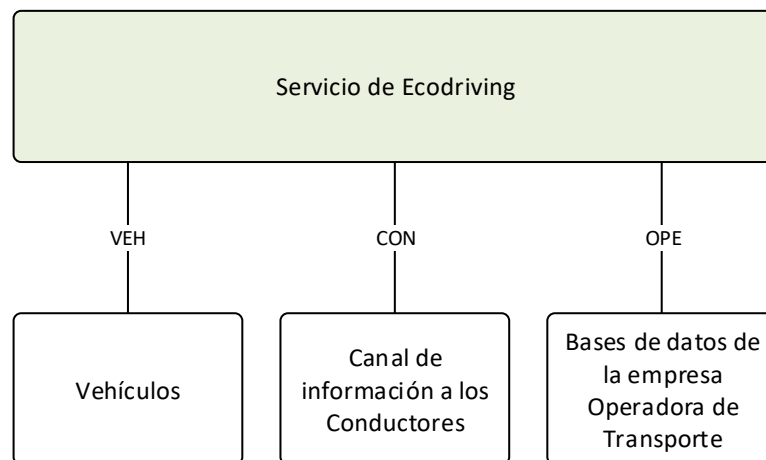 Servicio de Ecodriving
VEH
CON
OPE
Vehículos
Canal de
información a los
Conductores
Bases de datos de
la empresa
Operadora de
Transporte